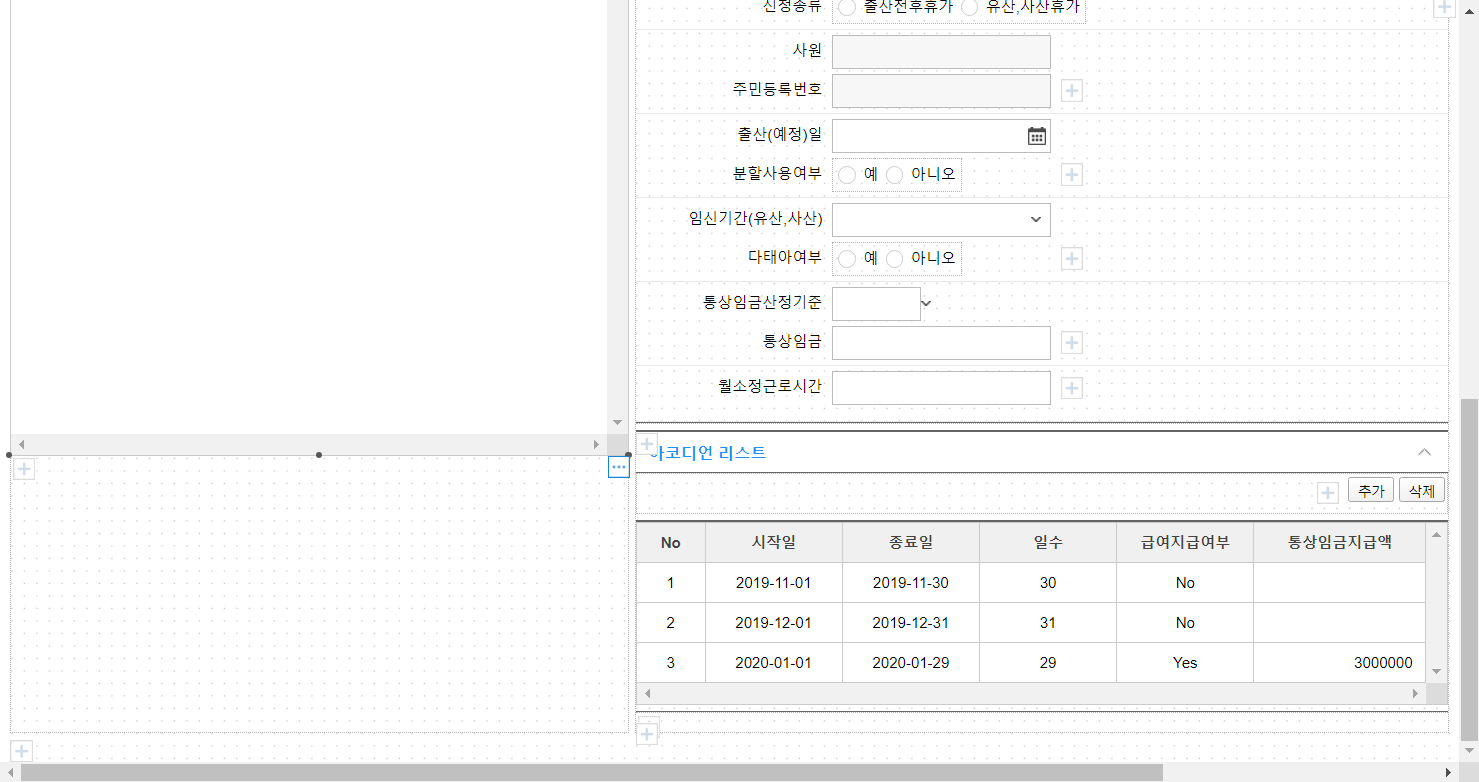 신청종류 출산전후휴가 유산,사산휴가
사원
주민등록번호
출산(예정)일
분할사용여부 예 아니오
임신기간(유산,사산)
다태아여부 예 아니오
통상임금산정기준
통상임금
월소정근로시간
아코디언 리스트
추가 삭제
No 시작일 종료일 일수 급여지급여부 통상임금지급액
1 2019-11-01 2019-11-30 30 No
2 2019-12-01 2019-12-31 31 No
3 2020-01-01 2020-01-29 29 Yes 3000000